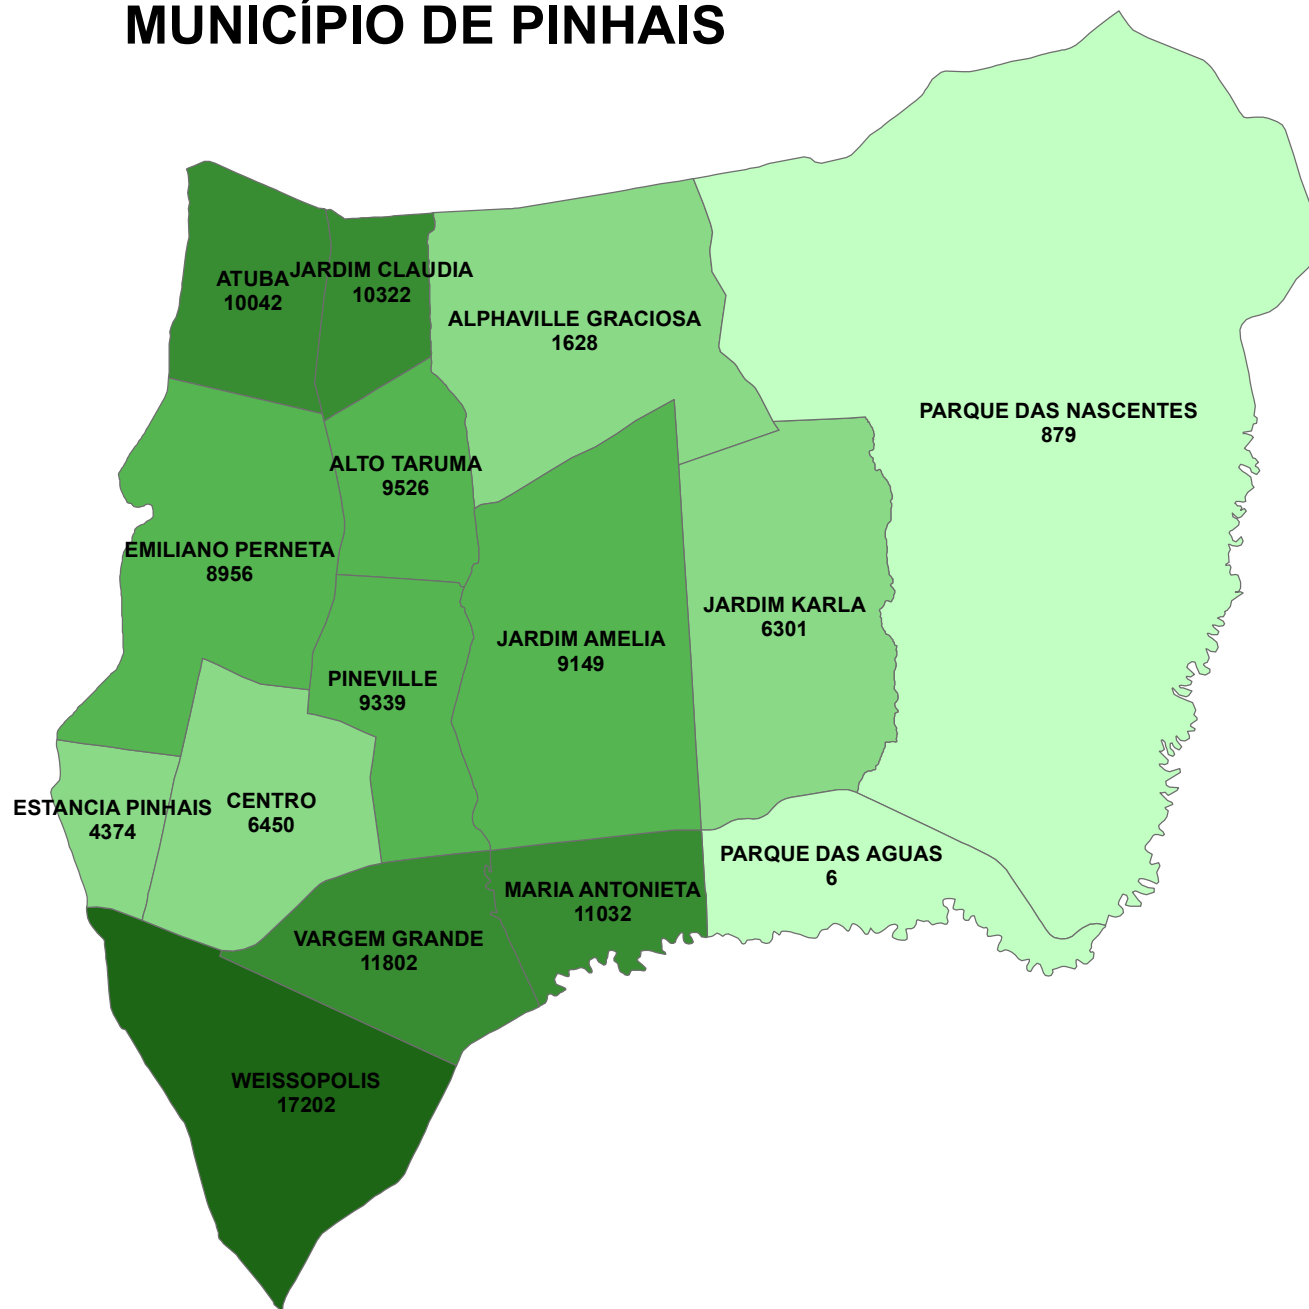 MUNICÍPIO DE PINHAIS
ATUBA
10042
JARDIM CLAUDIA
10322
ALPHAVILLE GRACIOSA
1628
PARQUE DAS NASCENTES
879
ALTO TARUMA
9526
EMILIANO PERNETA
8956
JARDIM KARLA
6301
JARDIM AMELIA
9149
PINEVILLE
9339
ESTANCIA PINHAIS
4374
CENTRO
6450
PARQUE DAS AGUAS
6
MARIA ANTONIETA
11032
VARGEM GRANDE
11802
WEISSOPOLIS
17202